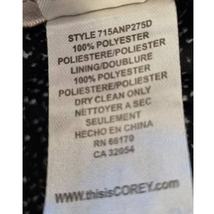 STYLE 715ANP275D
100% POLYESTER
POLIESTERE/POLIESTER
LINING/DOUBLURE
100% POLYESTER
POLIESTERE/POLIESTER
DRY CLEAN ONLY
NETTOYER A SEC
SEULEMENT
HECHO EN CHINA
RN 66170
CA 32054
www.thisisCOREY.com